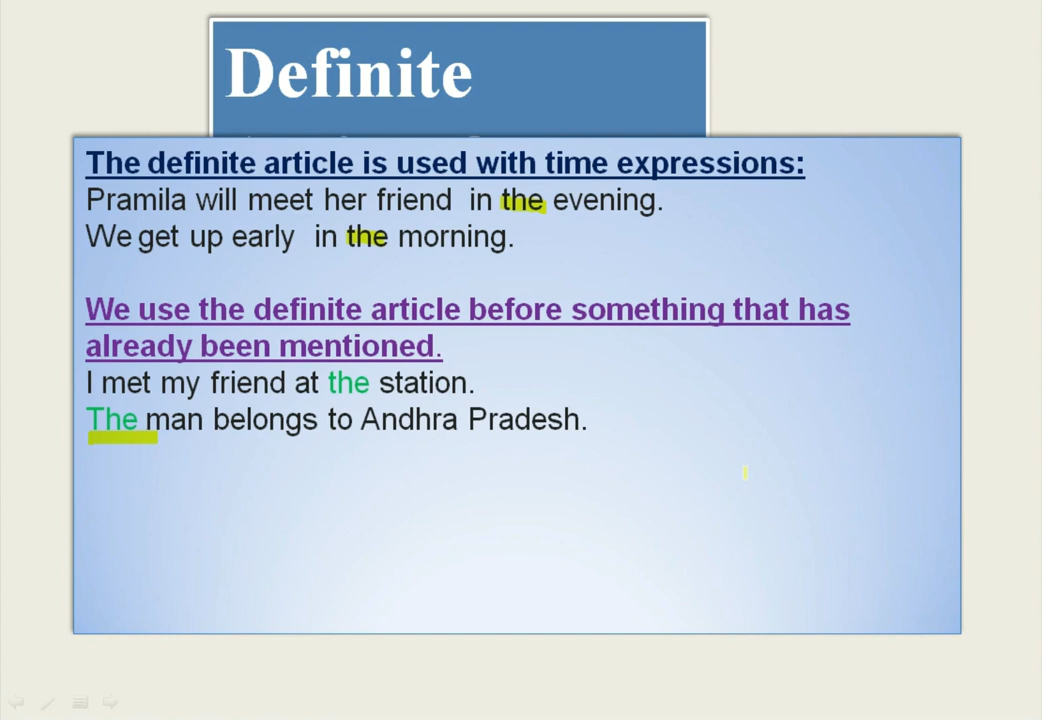 Definite
The definite article is used with time expressions:
Pramila will meet her friend in the evening.
We get up early in the morning.
We use the definite article before something that has
already been mentioned.
I met my friend at the station.
The man belongs to Andhra Pradesh.